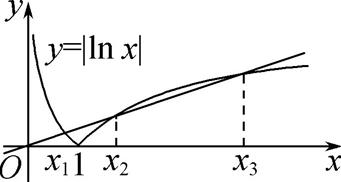 y
y=|ln x|
O x₁ 1 x₂ x₃ x